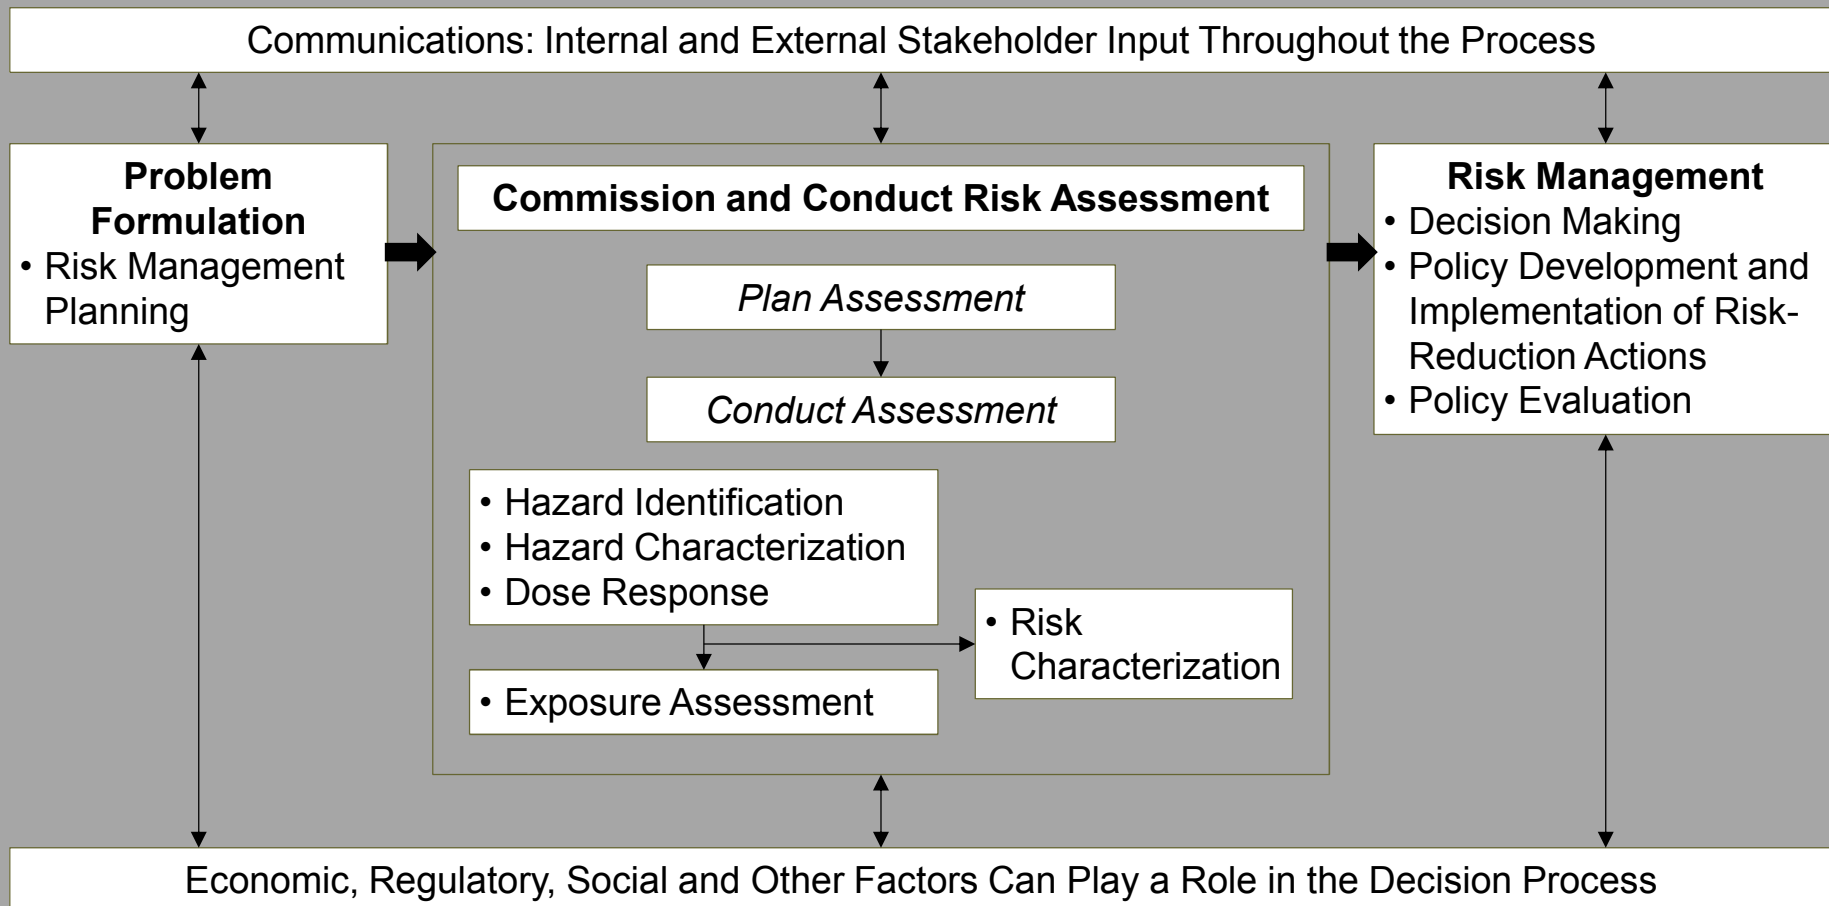 Communications: Internal and External Stakeholder Input Throughout the Process
Problem
Formulation
• Risk Management
Planning
Commission and Conduct Risk Assessment
Plan Assessment
Conduct Assessment
• Hazard Identification
• Hazard Characterization
• Dose Response
• Exposure Assessment
• Risk
Characterization
Risk Management
• Decision Making
• Policy Development and
Implementation of Risk-
Reduction Actions
• Policy Evaluation
Economic, Regulatory, Social and Other Factors Can Play a Role in the Decision Process